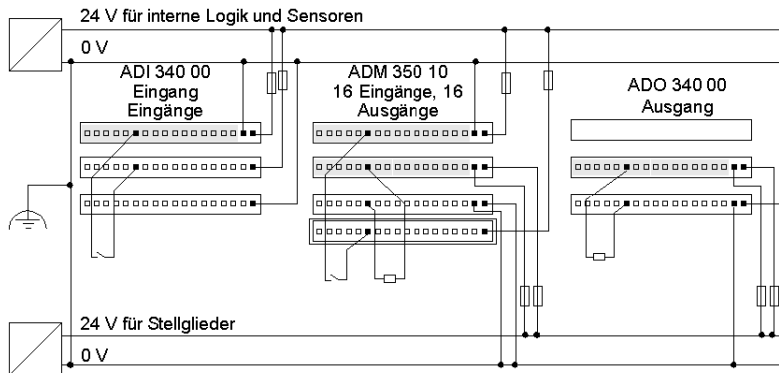 24 V für interne Logik und Sensoren
0 V
ADI 340 00
Eingang
Eingänge
ADM 350 10
16 Eingänge, 16
Ausgänge
ADO 340 00
Ausgang
24 V für Stellglieder
0 V